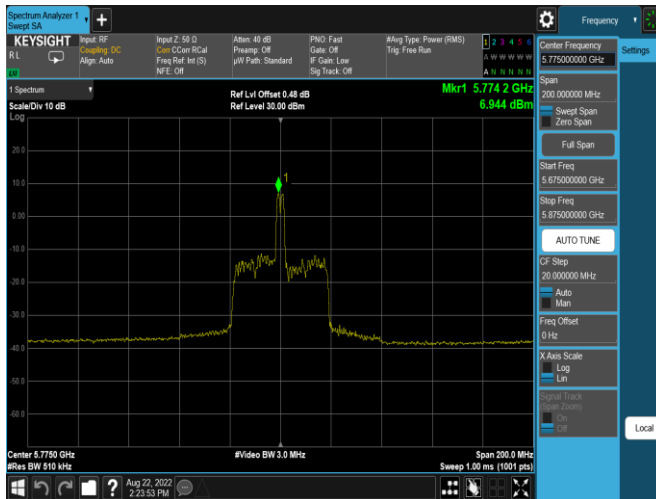 Spectrum Analyzer 1
Swept SA
Frequency
KEYSIGHT
R L
Input: RF
Coupling: DC
Align: Auto
Input Z: 50 Ω
Corr CCorr RCal
Freq Ref: Int (S)
NFE: Off
Atten: 40 dB
Preamp: Off
µW Path: Standard
PNO: Fast
Gate: Off
IF Gain: Low
Sig Track: Off
#Avg Type: Power (RMS)
Trig: Free Run
1 2 3 4 5 6
A W W W W W
A N N N N N
1 Spectrum
Scale/Div 10 dB
Log
Ref Lvl Offset 0.48 dB
Ref Level 30.00 dBm
Mkr1 5.774 2 GHz
6.944 dBm
1
20.0
10.0
0.00
-10.0
-20.0
-30.0
-40.0
-50.0
-60.0
Center 5.7750 GHz
#Res BW 510 kHz
#Video BW 3.0 MHz
Span 200.0 MHz
Sweep 1.00 ms (1001 pts)
Aug 22, 2022
2:23:53 PM
Center Frequency
5.775000000 GHz
Span
200.000000 MHz
Swept Span
Zero Span
Full Span
Start Freq
5.675000000 GHz
Stop Freq
5.875000000 GHz
AUTO TUNE
CF Step
20.000000 MHz
Auto
Man
Freq Offset
0 Hz
X Axis Scale
Log
Lin
Signal Track
(Span Zoom)
On
Off
Settings
Local